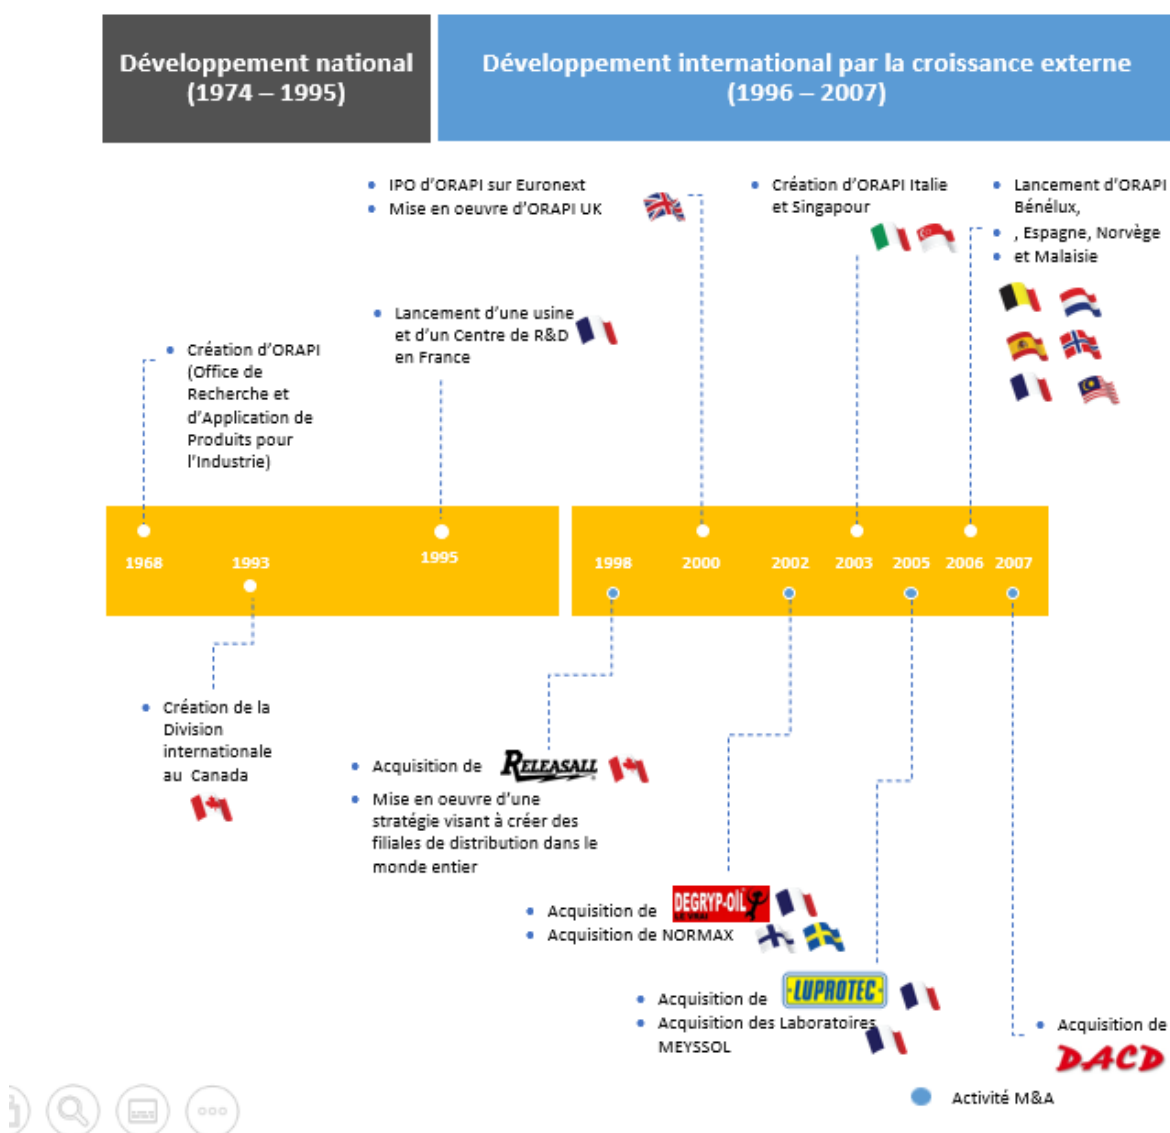 Développement national
(1974 – 1995)
Développement international par la croissance externe
(1996 – 2007)
IPO d'ORAPI sur Euronext
Mise en oeuvre d'ORAPI UK
Création d'ORAPI Italie
et Singapour
Lancement d'ORAPI
Bénélux,
, Espagne, Norvège
et Malaisie
Lancement d'une usine
et d'un Centre de R&D
en France
Création d'ORAPI
(Office de
Recherche et
d'Application de
Produits pour
l'Industrie)
1968
1993
1995
1998
2000
2002
2003
2005
2006
2007
Création de la
Division
internationale
au Canada
Acquisition de RELEASALL
Mise en oeuvre d'une
stratégie visant à créer des
filiales de distribution dans le
monde entier
Acquisition de DEGRYP-OIL
LE VRAI
Acquisition de NORMAX
Acquisition de LUPROTEC
Acquisition des Laboratoires
MEYSSOL
Acquisition de
DACD
Activité M&A